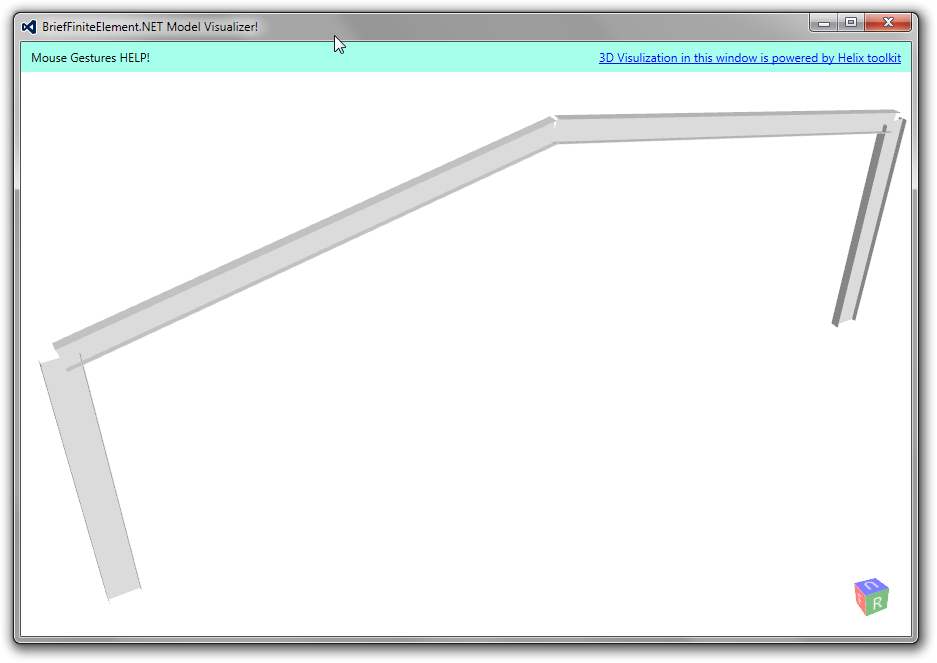 BriefFiniteElement.NET Model Visualizer!
Mouse Gestures HELP!
3D Visulization in this window is powered by Helix toolkit
U
F R